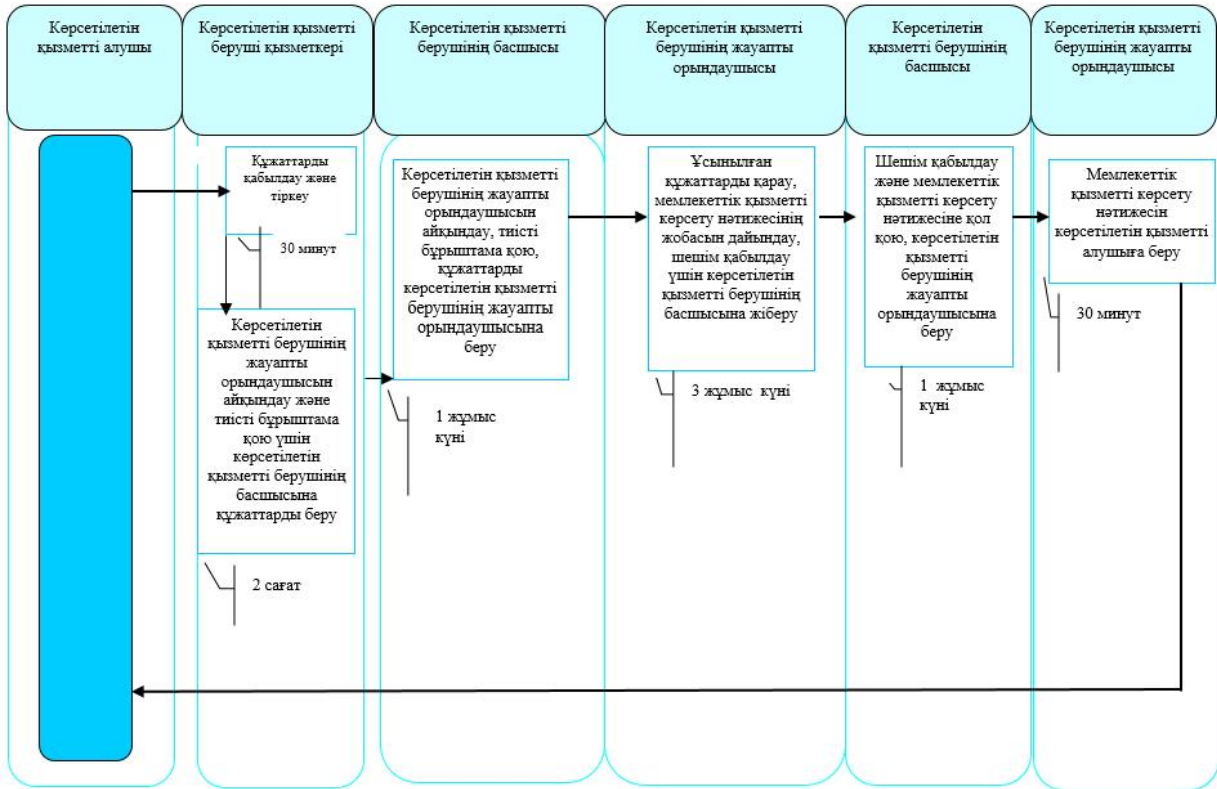 Көрсетілетін
қызметті алушы
Көрсетілетін қызметті
беруші қызметкері
Көрсетілетін қызметті
берушінің басшысы
Көрсетілетін қызметті
берушінің жауапты
орындаушысы
Көрсетілетін
қызметті берушінің
басшысы
Көрсетілетін қызметті
берушінің жауапты
орындаушысы
Құжаттарды
қабылдау және
тіркеу
30 минут
Көрсетілетін
қызметті берушінің
жауапты
орындаушысын
айқындау және
тиісті бұрыштама
қою үшін
көрсетілетін
қызметті берушінің
басшысына
құжаттарды беру
2 сағат
Көрсетілетін қызметті
берушінің жауапты
орындаушысын
айқындау, тиісті
бұрыштама қою,
құжаттарды
көрсетілетін қызметті
берушінің жауапты
орындаушысына
беру
1 жұмыс
күні
Ұсынылған
құжаттарды қарау,
мемлекеттік қызметті
көрсету нәтижесінің
жобасын дайындау,
шешім қабылдау
үшін көрсетілетін
қызметті берушінің
басшысына жіберу
3 жұмыс күні
Шешім қабылдау
және мемлекеттік
қызметті көрсету
нәтижесіне қол
қою, көрсетілетін
қызметті
берушінің
жауапты
орындаушысына
беру
1 жұмыс
күні
Мемлекеттік
қызметті көрсету
нәтижесін
көрсетілетін қызметті
алушыға беру
30 минут